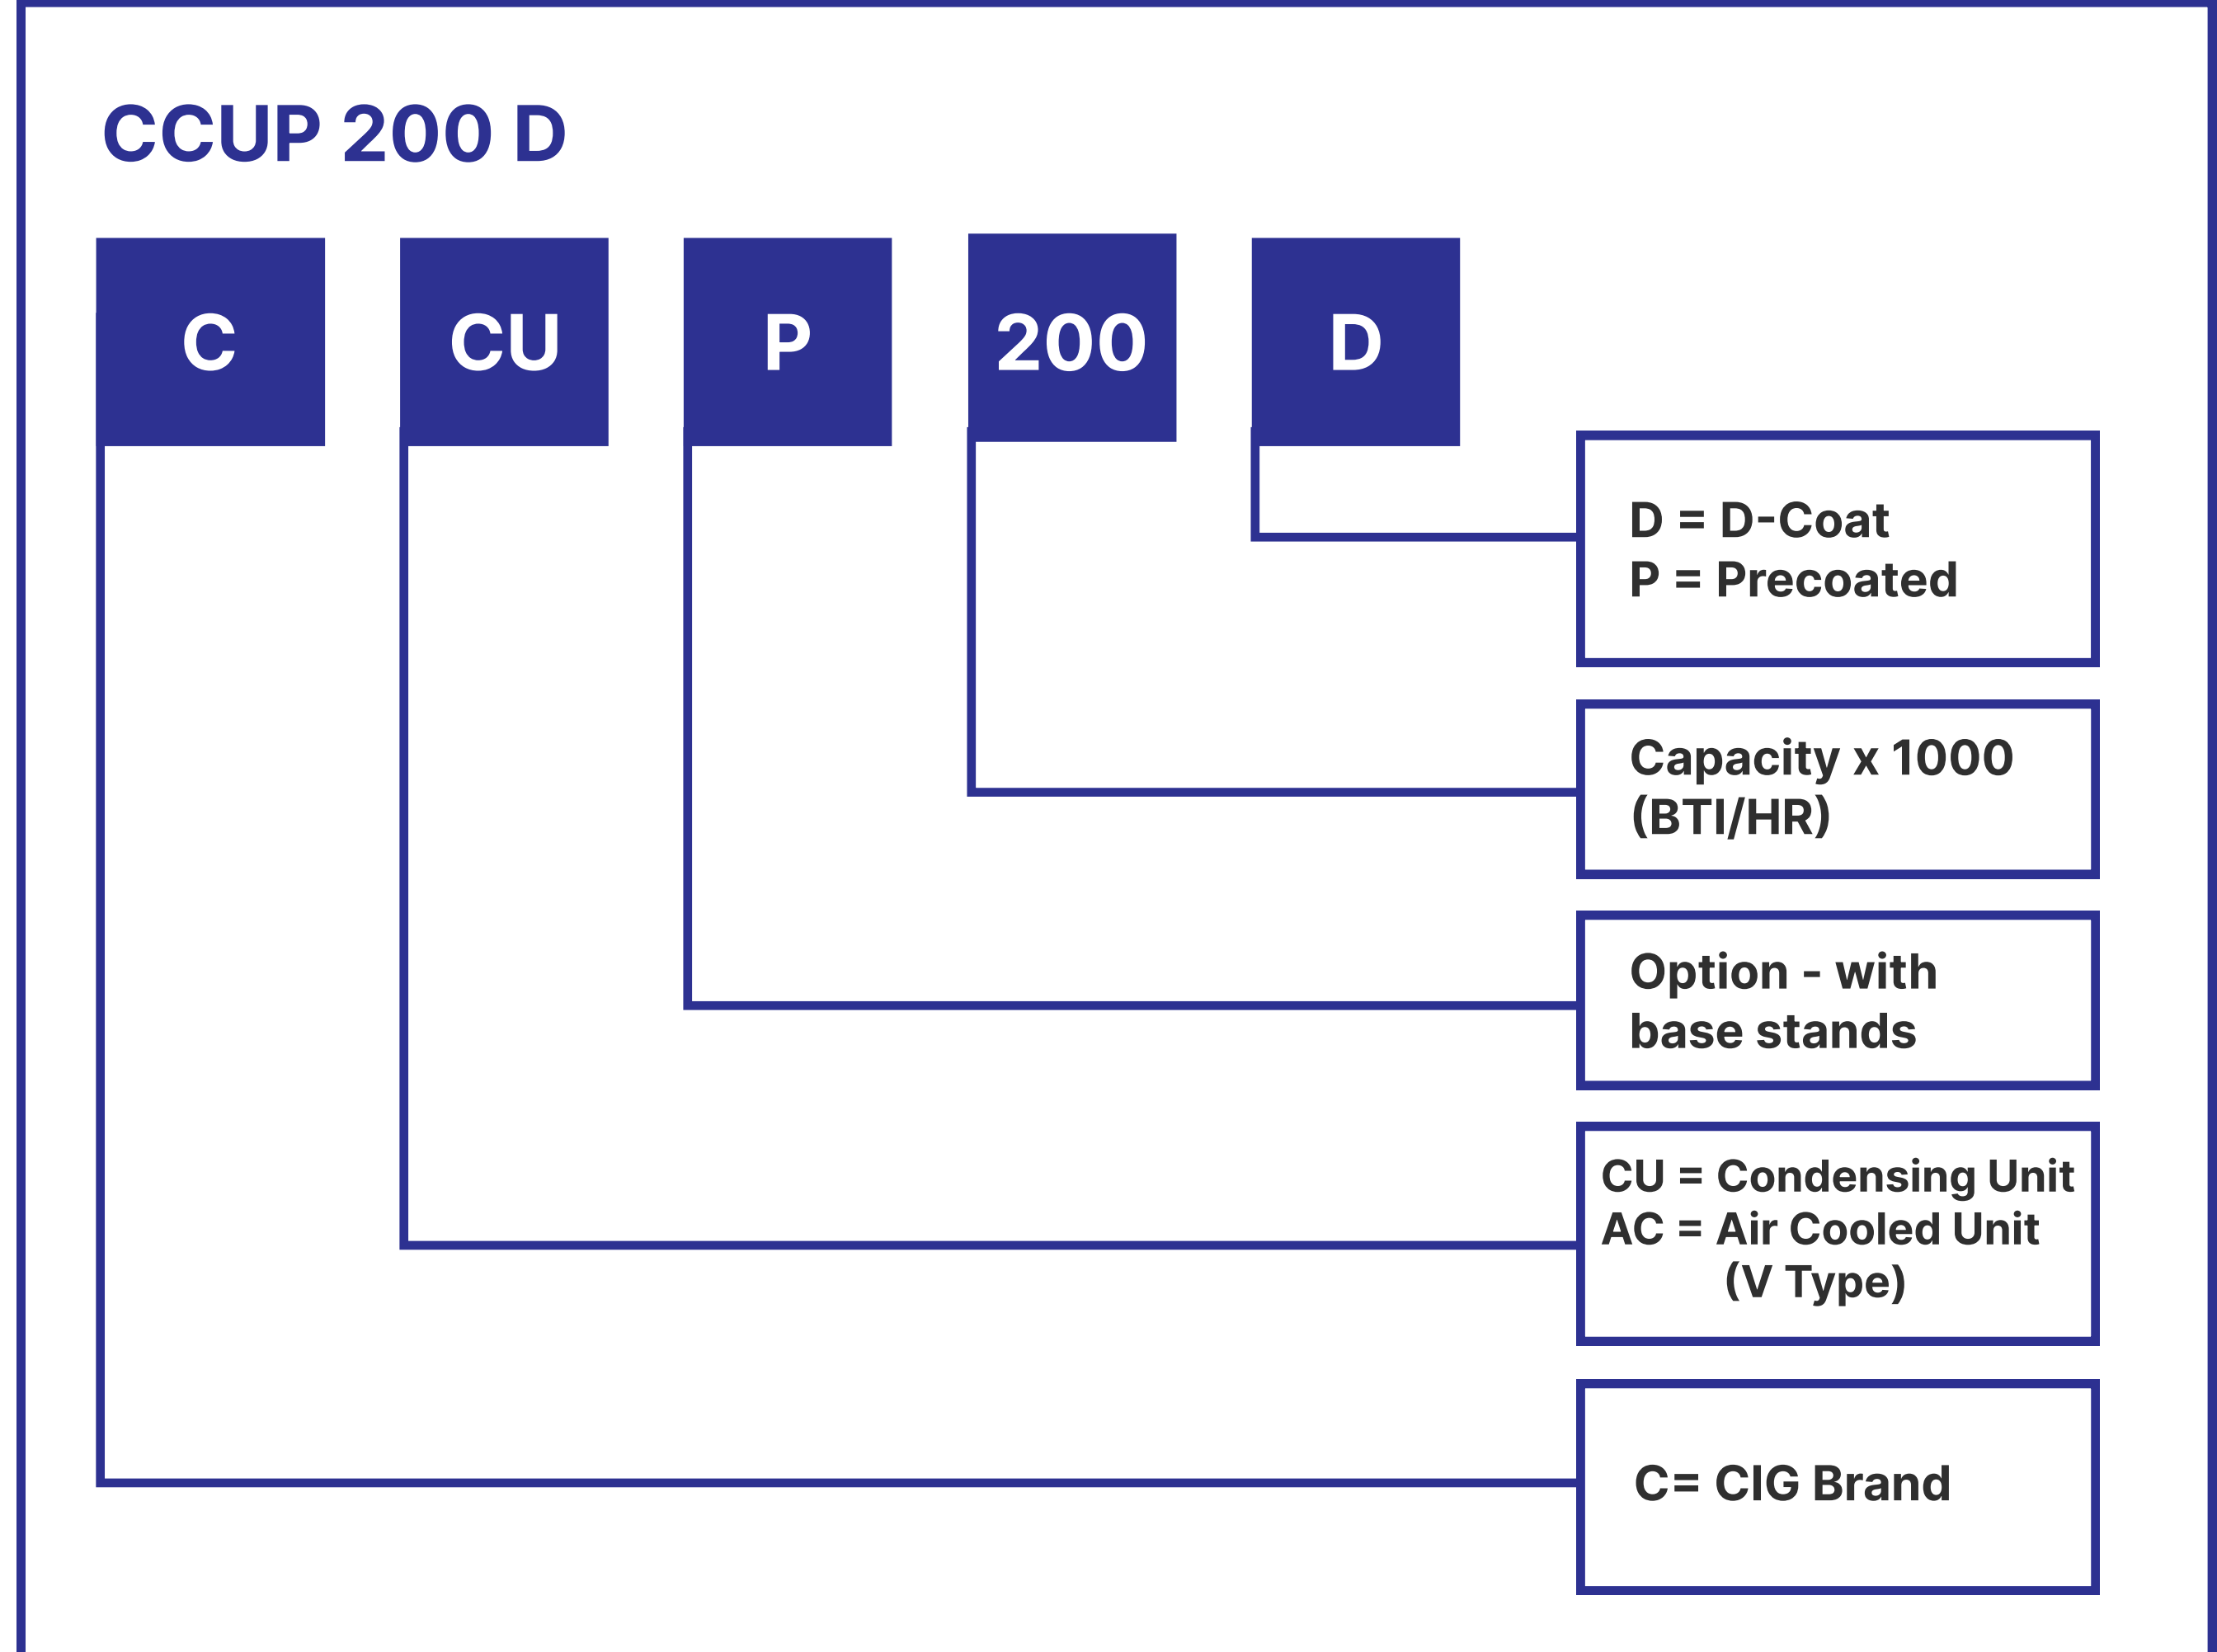 CCUP 200 D
C CU P 200 D
D = D-Coat
P = Precoated
Capacity x 1000
(BTI/HR)
Option - with
base stands
CU = Condensing Unit
AC = Air Cooled Unit
(V Type)
C= CIG Brand